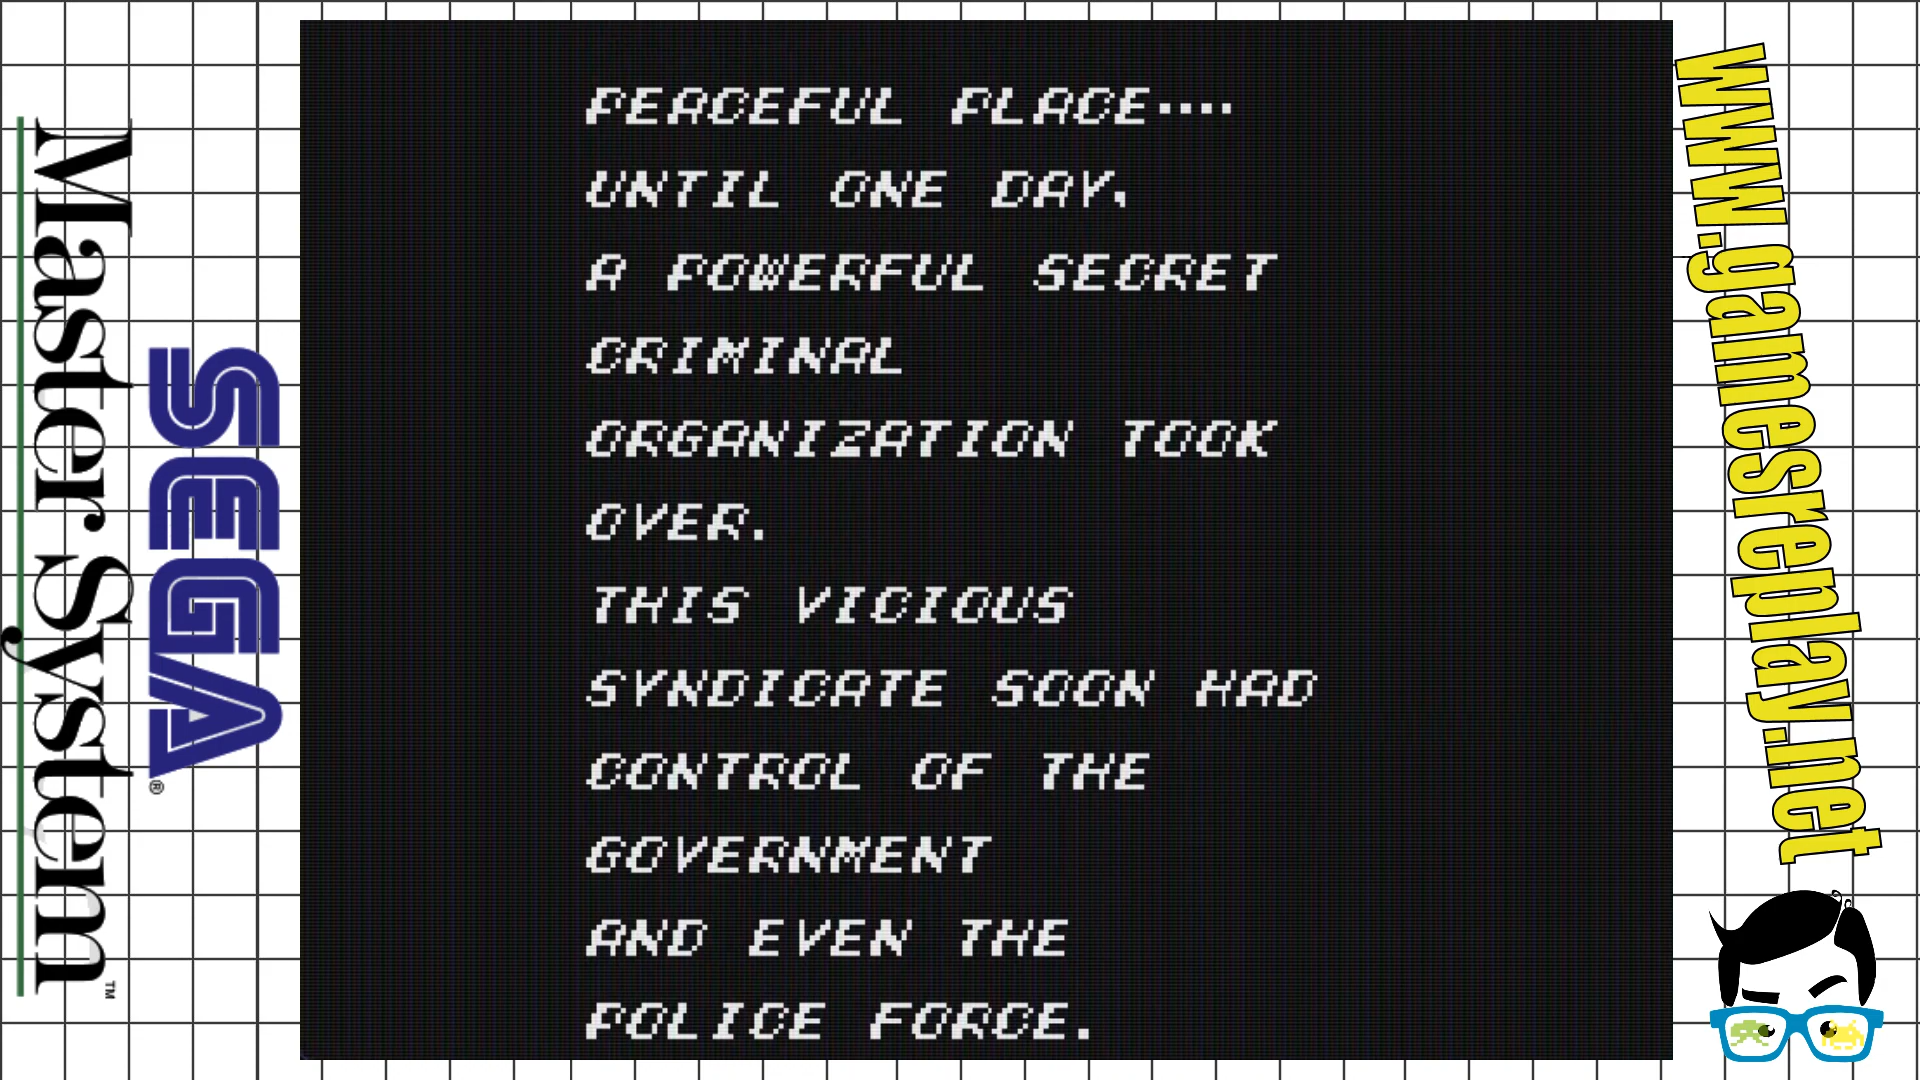 Master System™
SEGA®
PEACEFUL PLACE····
UNTIL ONE DAY,
A POWERFUL SECRET
CRIMINAL
ORGANIZATION TOOK
OVER.
THIS VICIOUS
SYNDICATE SOON HAD
CONTROL OF THE
GOVERNMENT
AND EVEN THE
POLICE FORCE.
www.gamesreplay.net